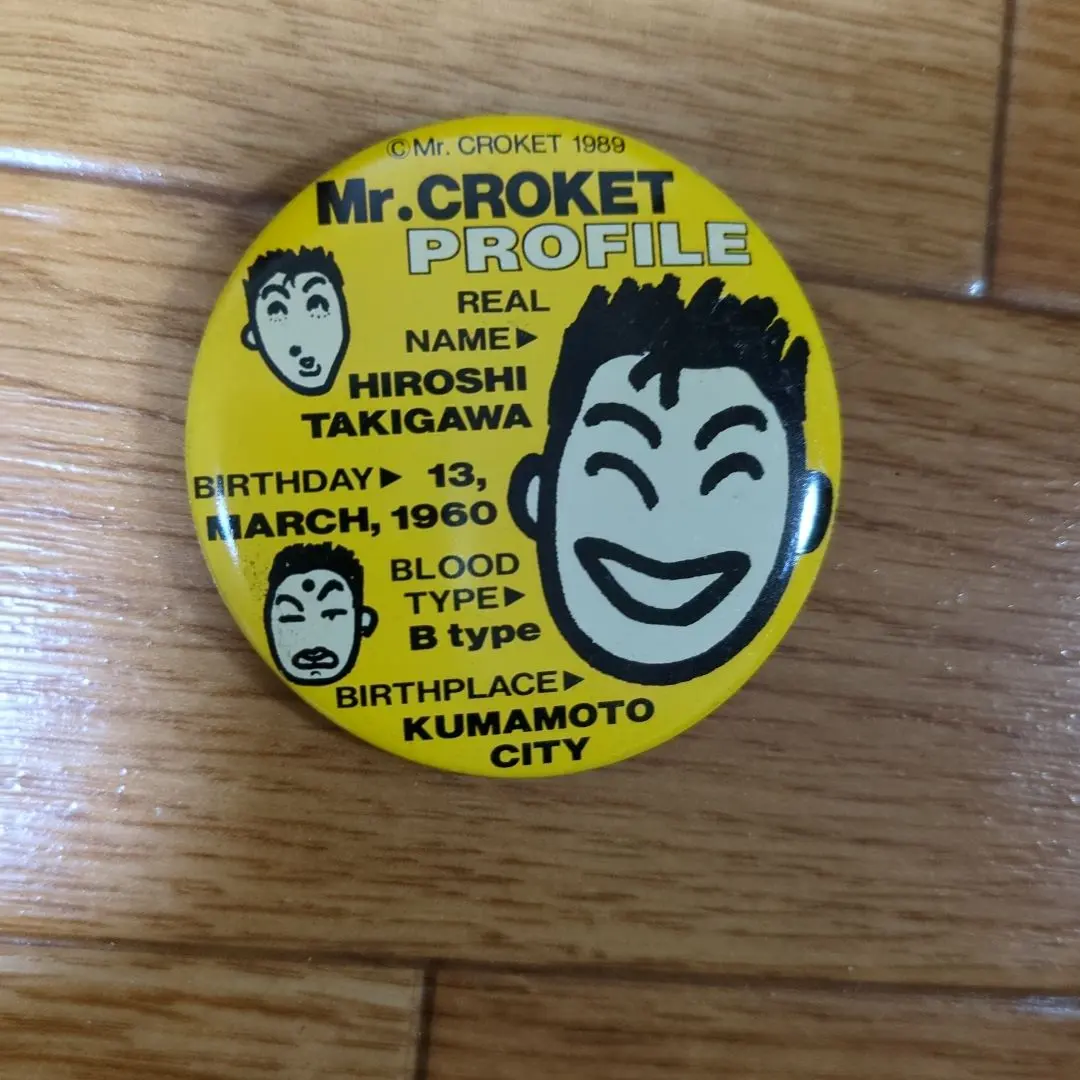 ©Mr. CROKET 1989
Mr.CROKET
PROFILE
REAL
NAME▶
HIROSHI
TAKIGAWA
BIRTHDAY▶ 13,
MARCH, 1960
BLOOD
TYPE▶
B type
BIRTHPLACE▶
KUMAMOTO
CITY